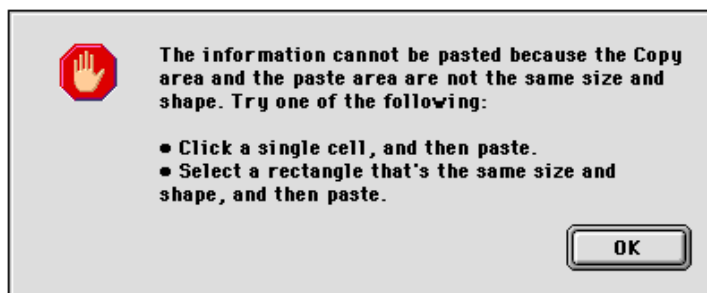 The information cannot be pasted because the Copy
area and the paste area are not the same size and
shape. Try one of the following:
• Click a single cell, and then paste.
• Select a rectangle that's the same size and
shape, and then paste.
OK